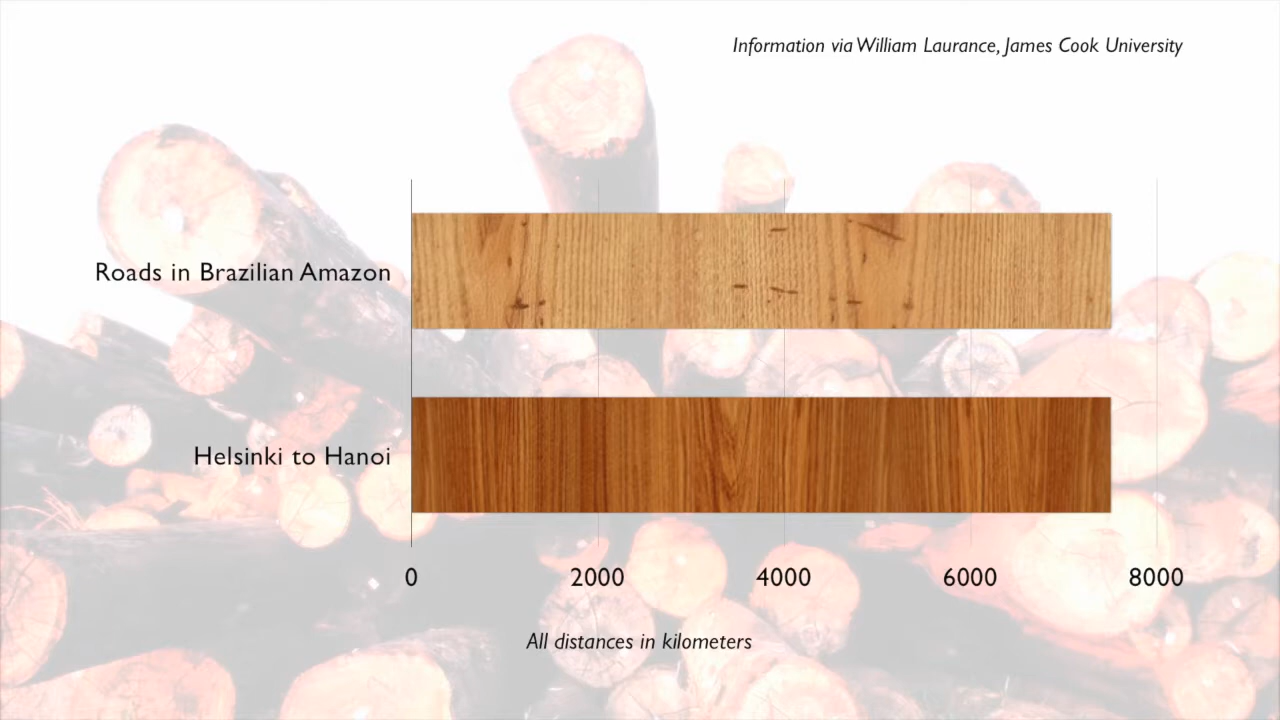 Information via William Laurance, James Cook University
Roads in Brazilian Amazon
Helsinki to Hanoi
0 2000 4000 6000 8000
All distances in kilometers